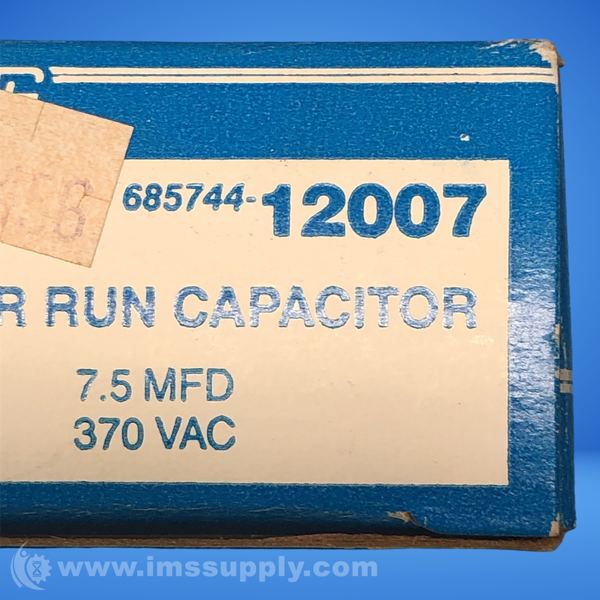 685744-12007
R RUN CAPACITOR
7.5 MFD
370 VAC
www.imssupply.com